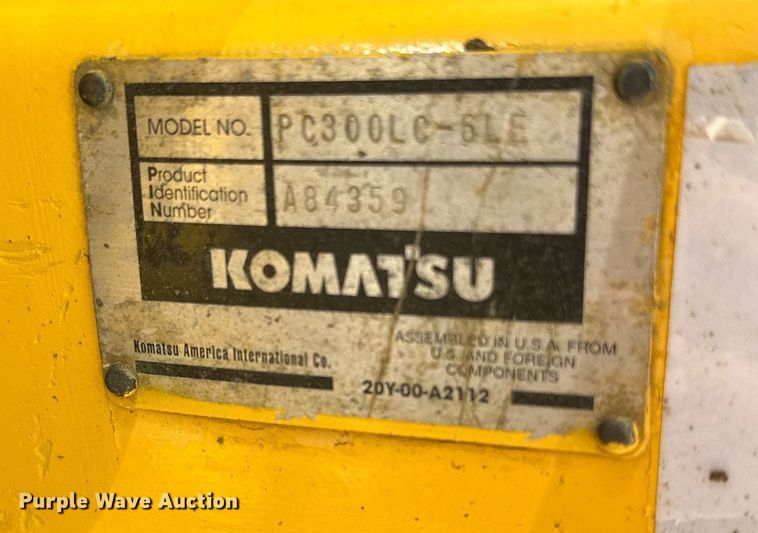 MODEL NO. PC300LC-6LE
Product
Identification
Number
A84359
KOMATSU
Komatsu America International Co.
ASSEMBLED IN U.S.A. FROM
U.S. AND FOREIGN
COMPONENTS
20Y-00-A2112
Purple Wave Auction